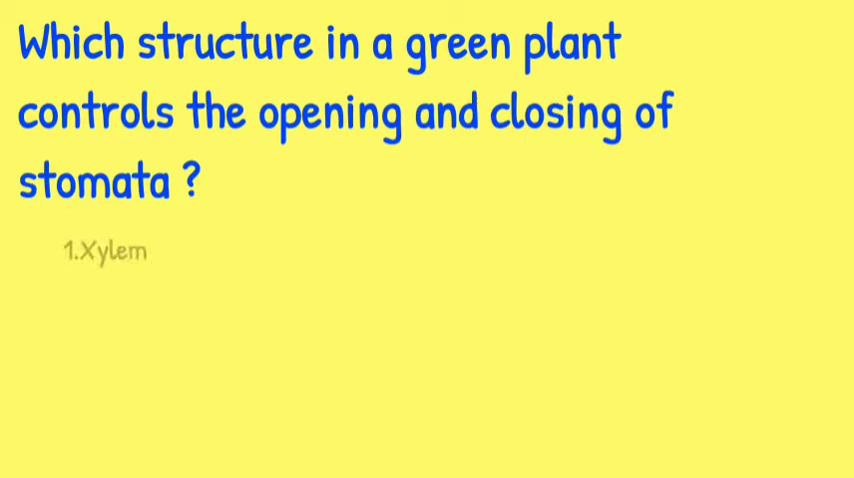 Which structure in a green plant
controls the opening and closing of
stomata ?
1.Xylem